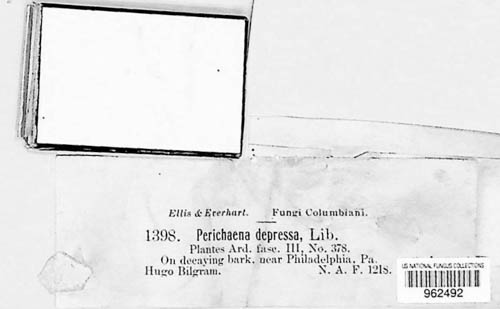 Ellis & Everhart. Fungi Columbiani.
1398. Perichaena depressa, Lib.
Plantes Ard. fasc. III, No. 378.
On decaying bark, near Philadelphia, Pa.
Hugo Bilgram. N. A. F. 1218.
US NATIONAL FUNGUS COLLECTIONS
962492